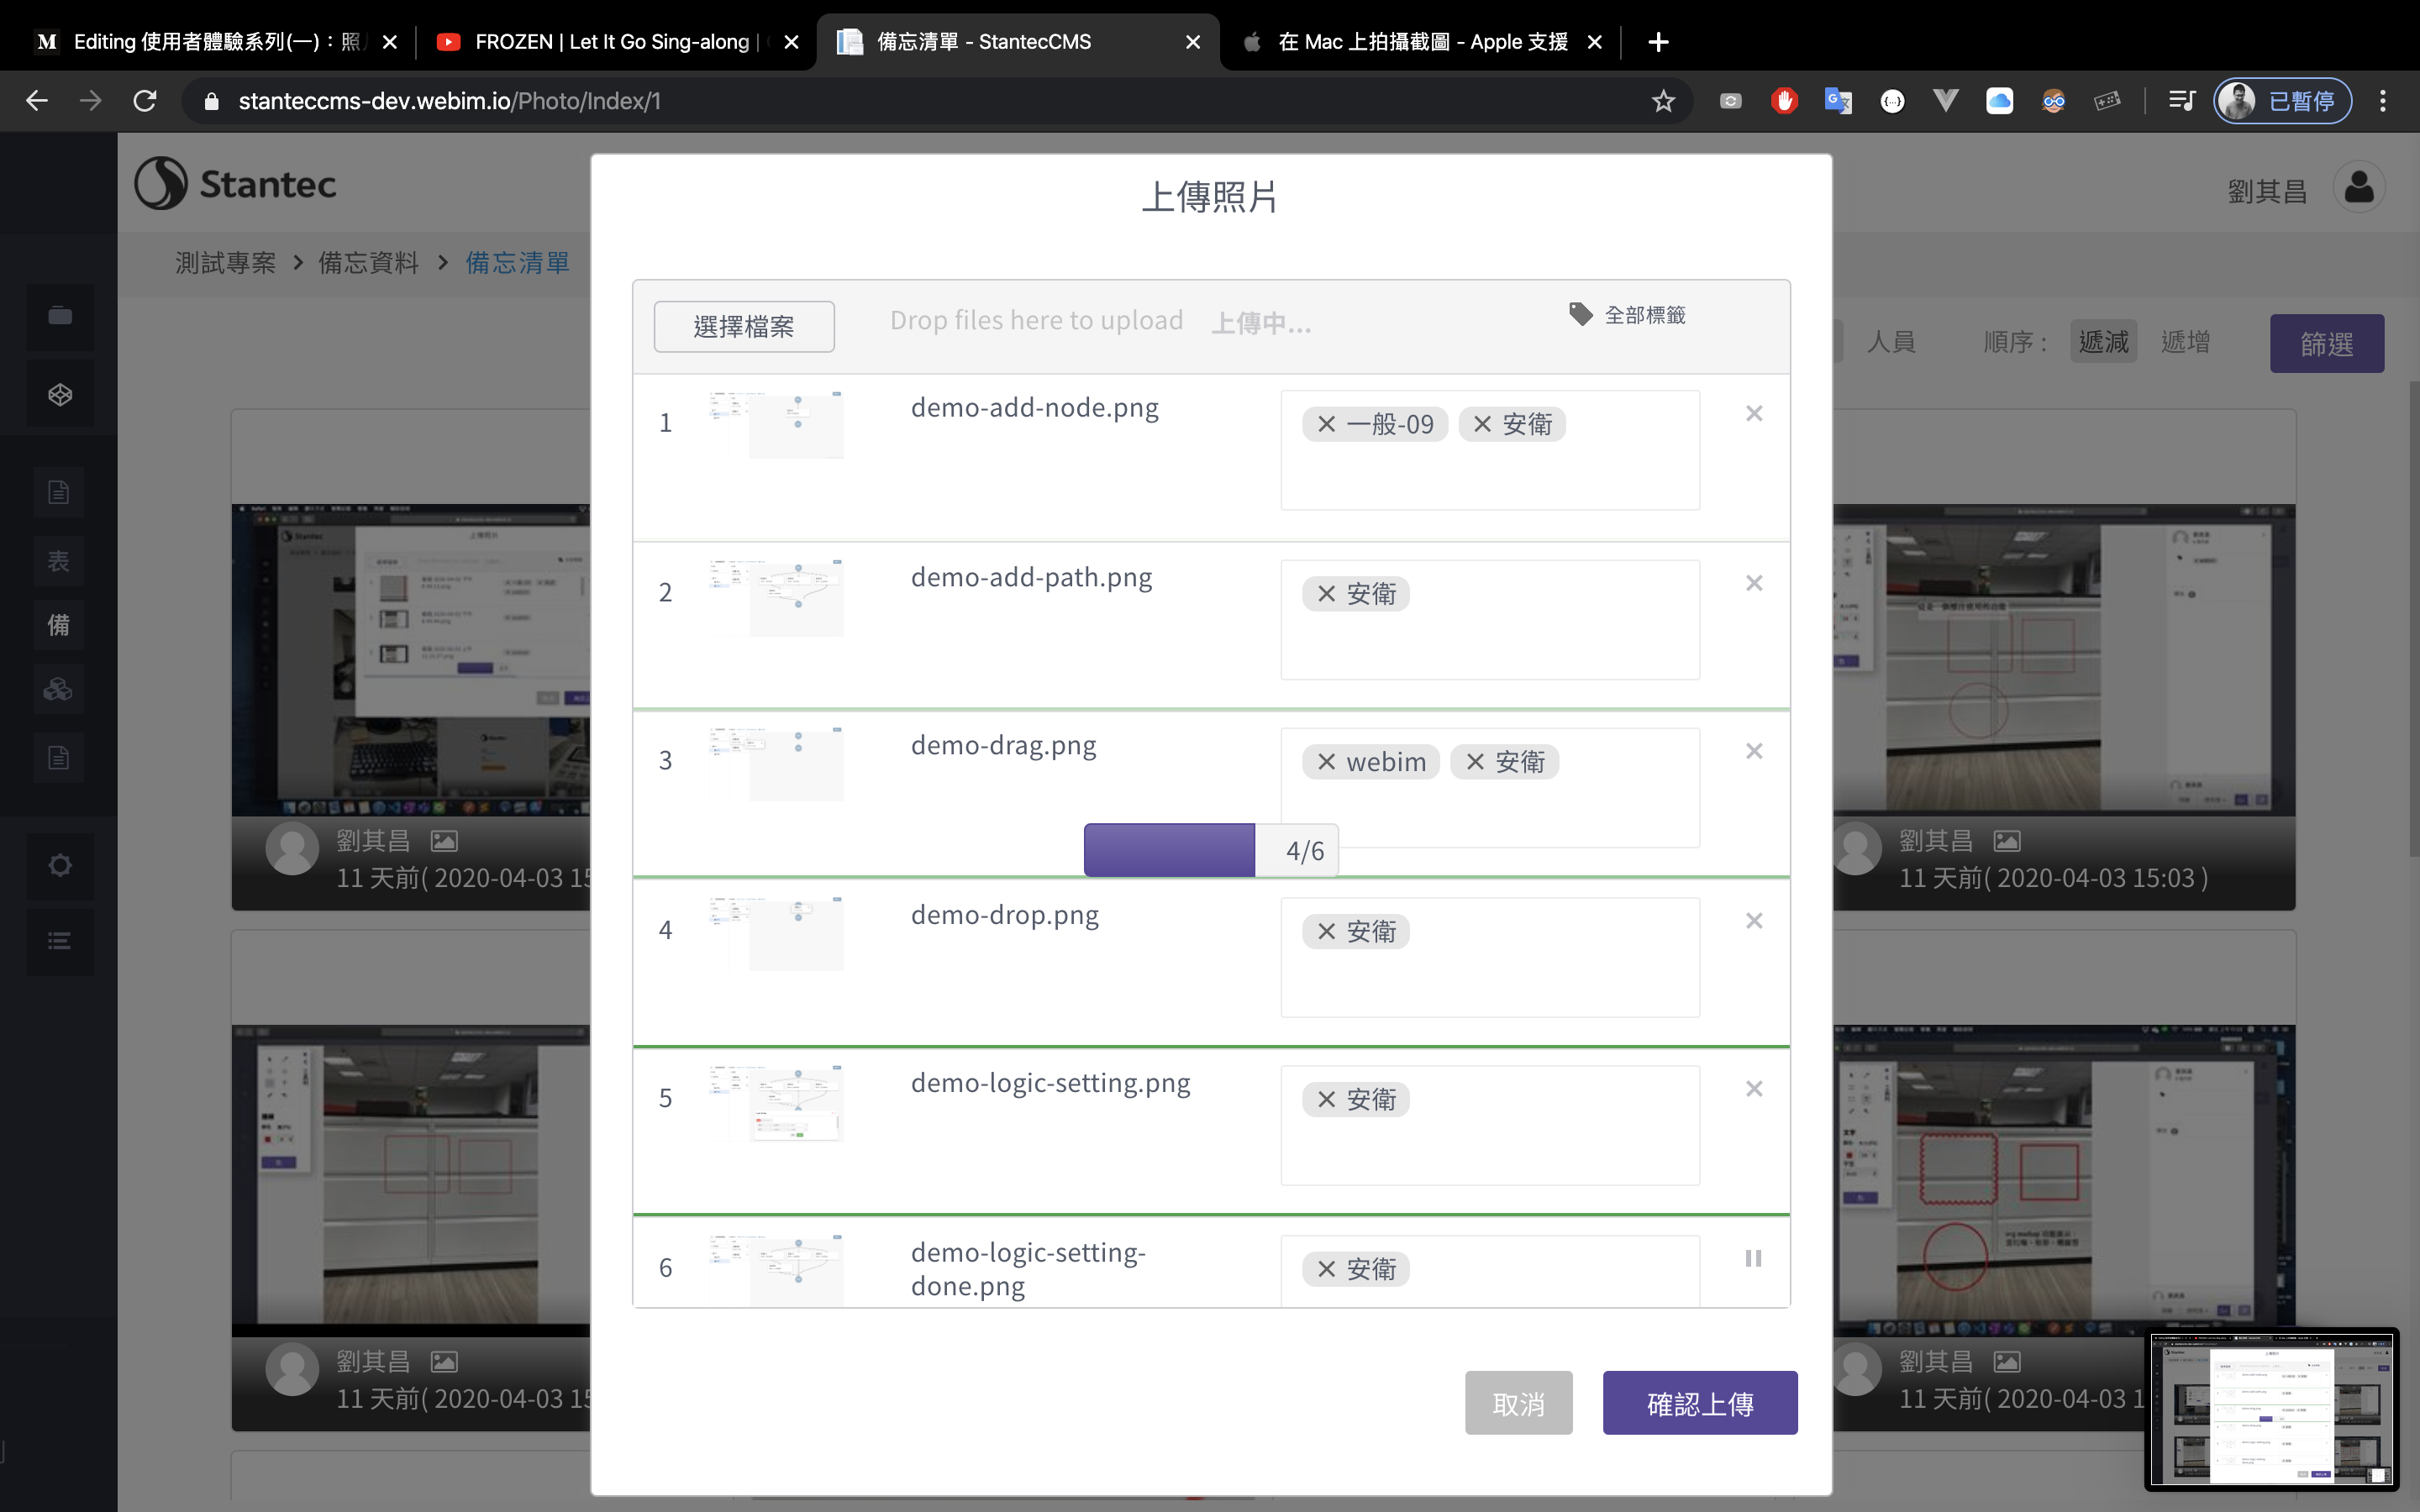 Editing 使用者體驗系列(一)：照
FROZEN | Let It Go Sing-along |
備忘清單 - StantecCMS
在 Mac 上拍攝截圖 - Apple 支援
stanteccms-dev.webim.io/Photo/Index/1
已暫停
Stantec
劉其昌
測試專案 > 備忘資料 > 備忘清單
人員 順序： 遞減 遞增 篩選
上傳照片
選擇檔案 Drop files here to upload 上傳中... 全部標籤
1 demo-add-node.png × 一般-09 × 安衛
2 demo-add-path.png × 安衛
3 demo-drag.png × webim × 安衛
4/6
4 demo-drop.png × 安衛
5 demo-logic-setting.png × 安衛
6 demo-logic-setting-done.png × 安衛
取消 確認上傳
表
備
劉其昌
11 天前( 2020-04-03 15
劉其昌
11 天前( 2020-04-03 15:03 )
劉其昌
11 天前( 2020-04-03 15
劉其昌
11 天前( 2020-04-03 1